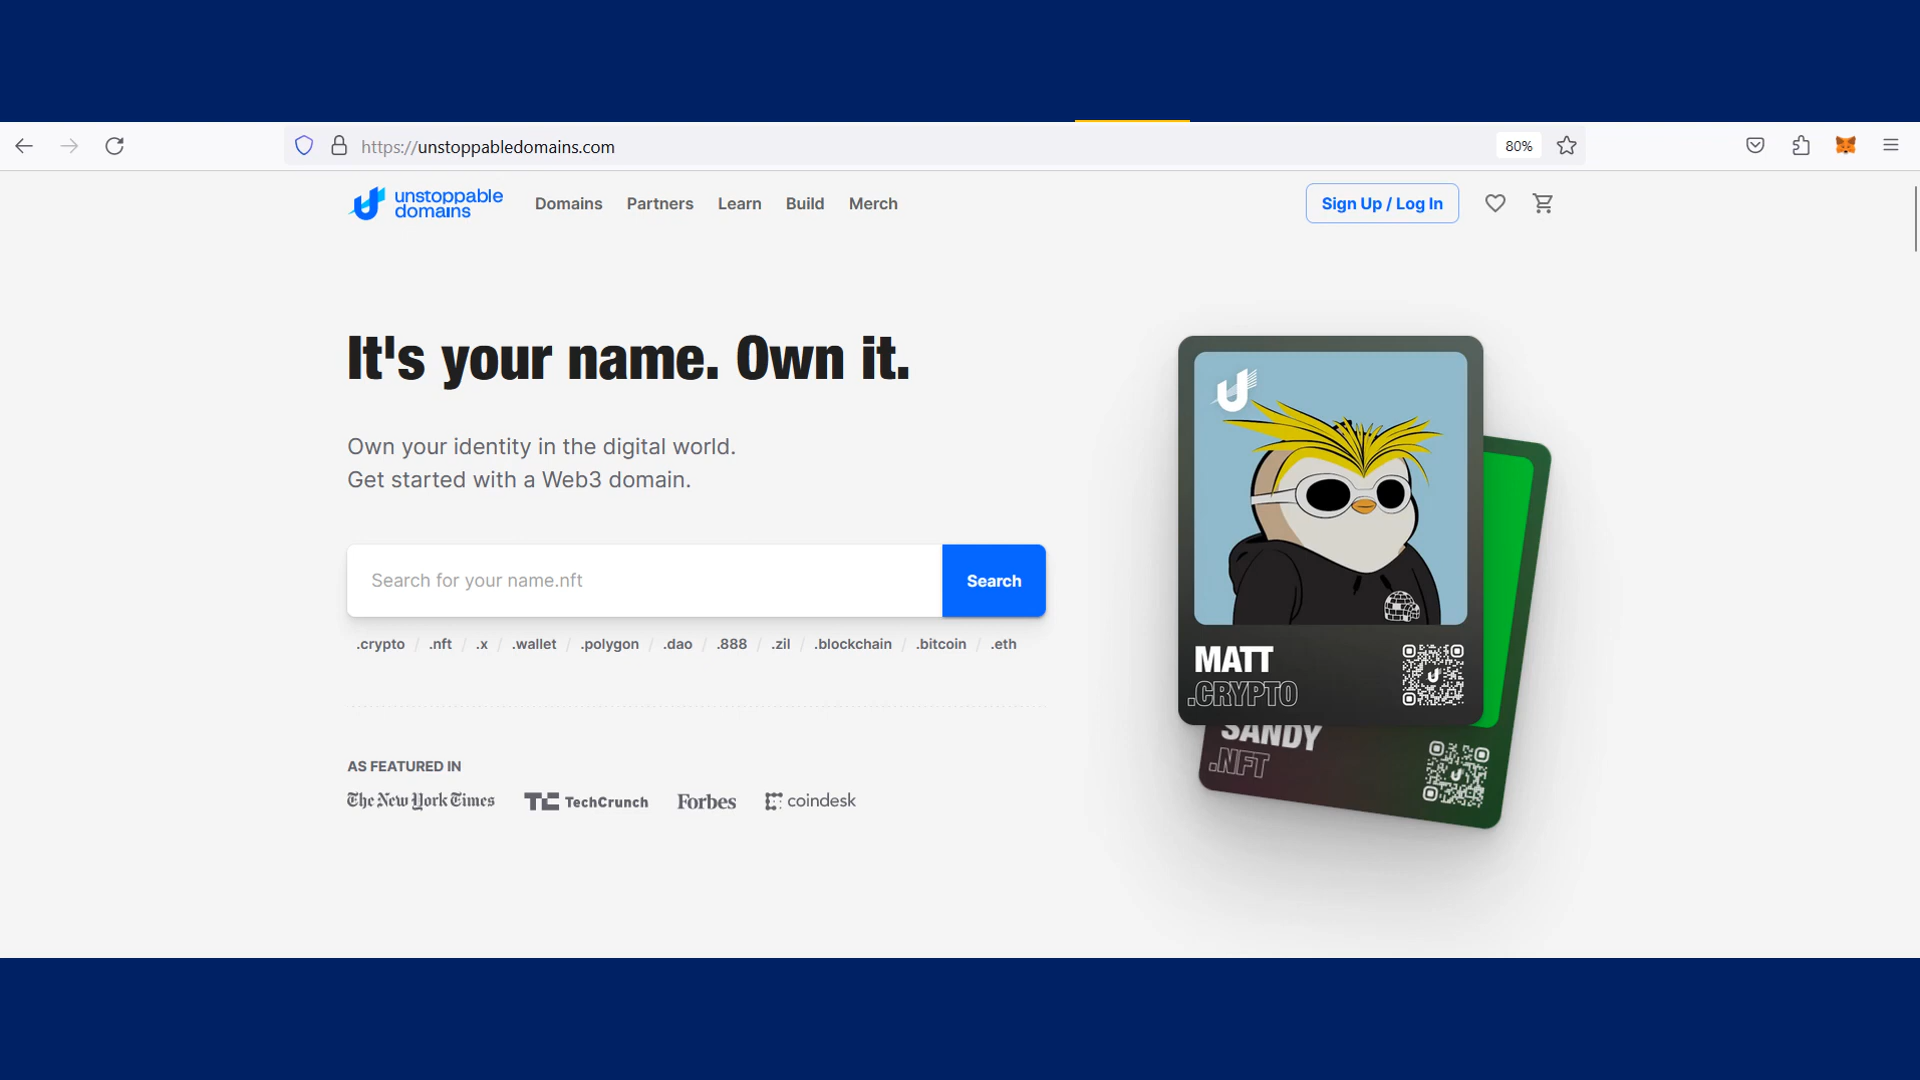 https://unstoppabledomains.com
80%
unstoppable
domains
Domains
Partners
Learn
Build
Merch
Sign Up / Log In
It's your name. Own it.
Own your identity in the digital world.
Get started with a Web3 domain.
Search for your name.nft
Search
.crypto / .nft / .x / .wallet / .polygon / .dao / .888 / .zil / .blockchain / .bitcoin / .eth
AS FEATURED IN
The New York Times
TC TechCrunch
Forbes
coindesk
MATT
.CRYPTO
SANDY
.NFT